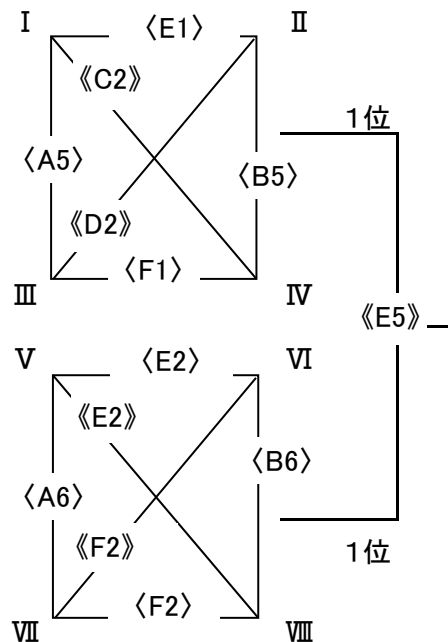 Ⅰ 〈E1〉 Ⅱ
《C2》
1位
〈A5〉 〈B5〉
《D2》
〈F1〉
Ⅲ Ⅳ
《E5》
Ⅴ 〈E2〉 Ⅵ
《E2》
〈B6〉
〈A6〉
《F2》
1位
〈F2〉
Ⅶ Ⅷ